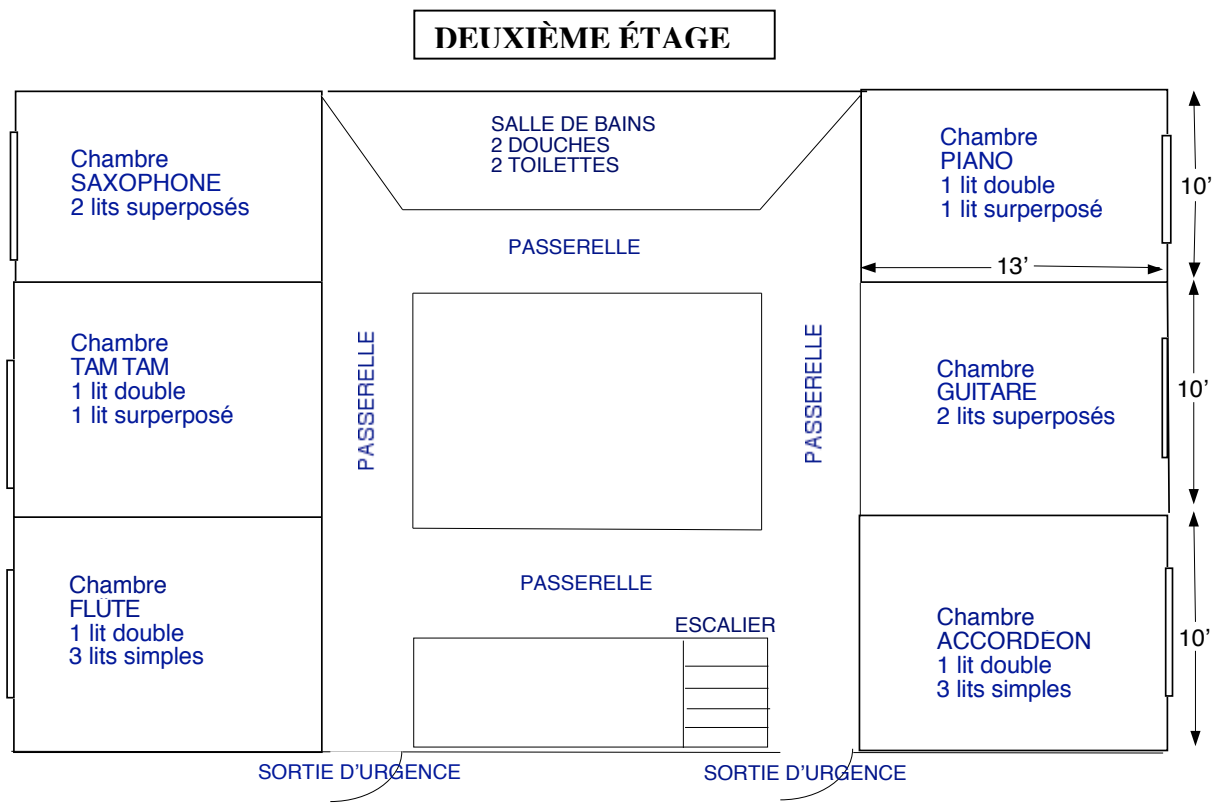 DEUXIÈME ÉTAGE
SALLE DE BAINS
2 DOUCHES
2 TOILETTES
Chambre
SAXOPHONE
2 lits superposés
Chambre
PIANO
1 lit double
1 lit surperposé
10’
PASSERELLE
13’
Chambre
TAM TAM
1 lit double
1 lit surperposé
PASSERELLE
PASSERELLE
Chambre
GUITARE
2 lits superposés
10’
PASSERELLE
Chambre
FLÛTE
1 lit double
3 lits simples
ESCALIER
Chambre
ACCORDÉON
1 lit double
3 lits simples
10’
SORTIE D’URGENCE
SORTIE D’URGENCE